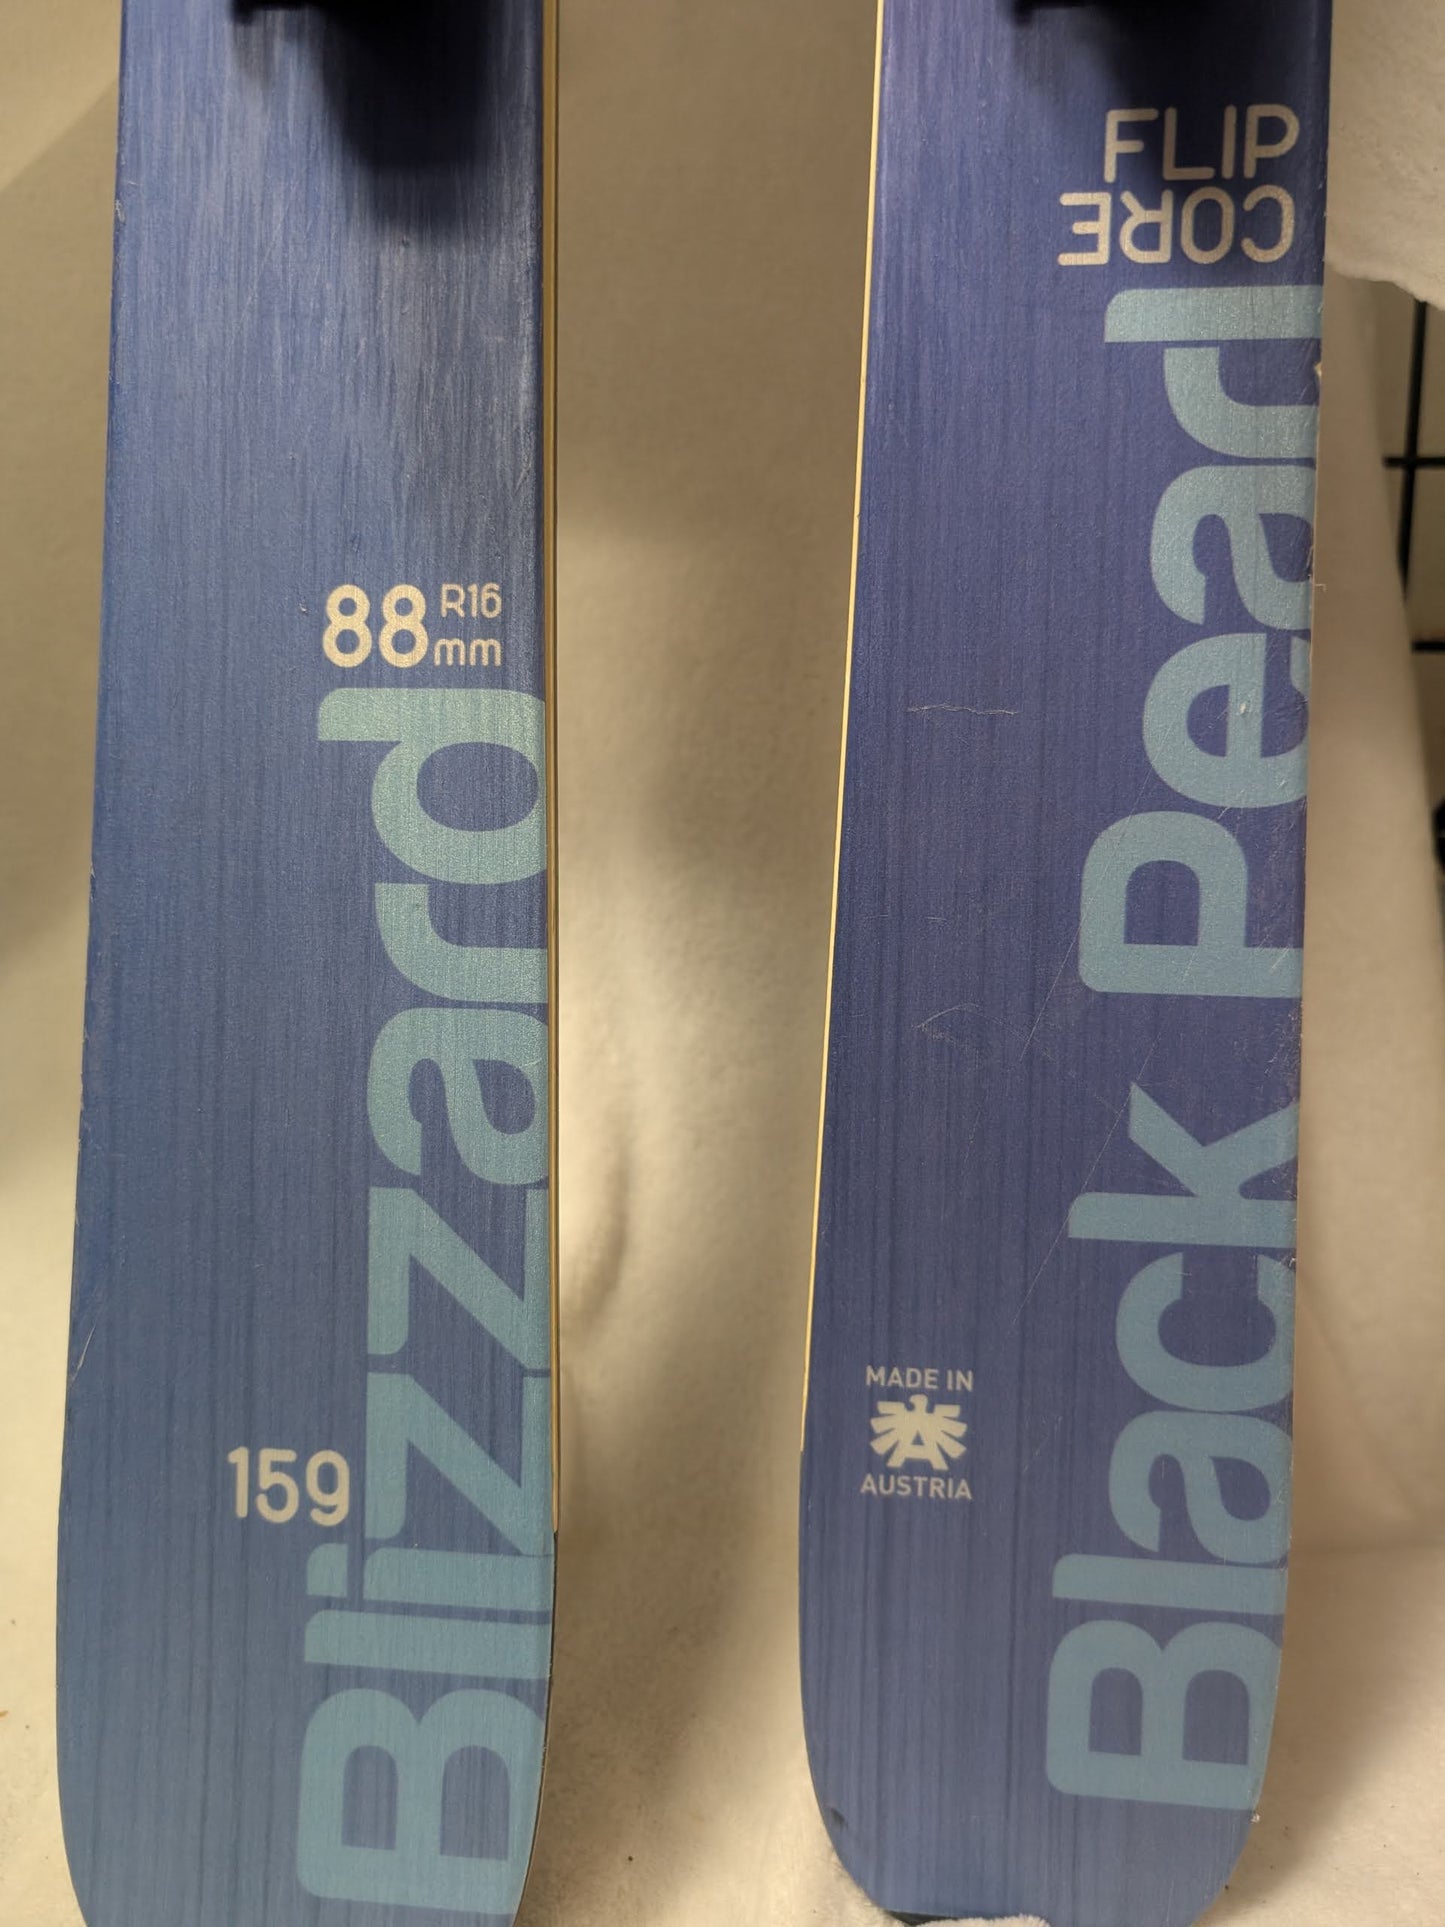 88 R16
mm
Blizzard
159
FLIP
CORE
Black Pearl
MADE IN
AUSTRIA